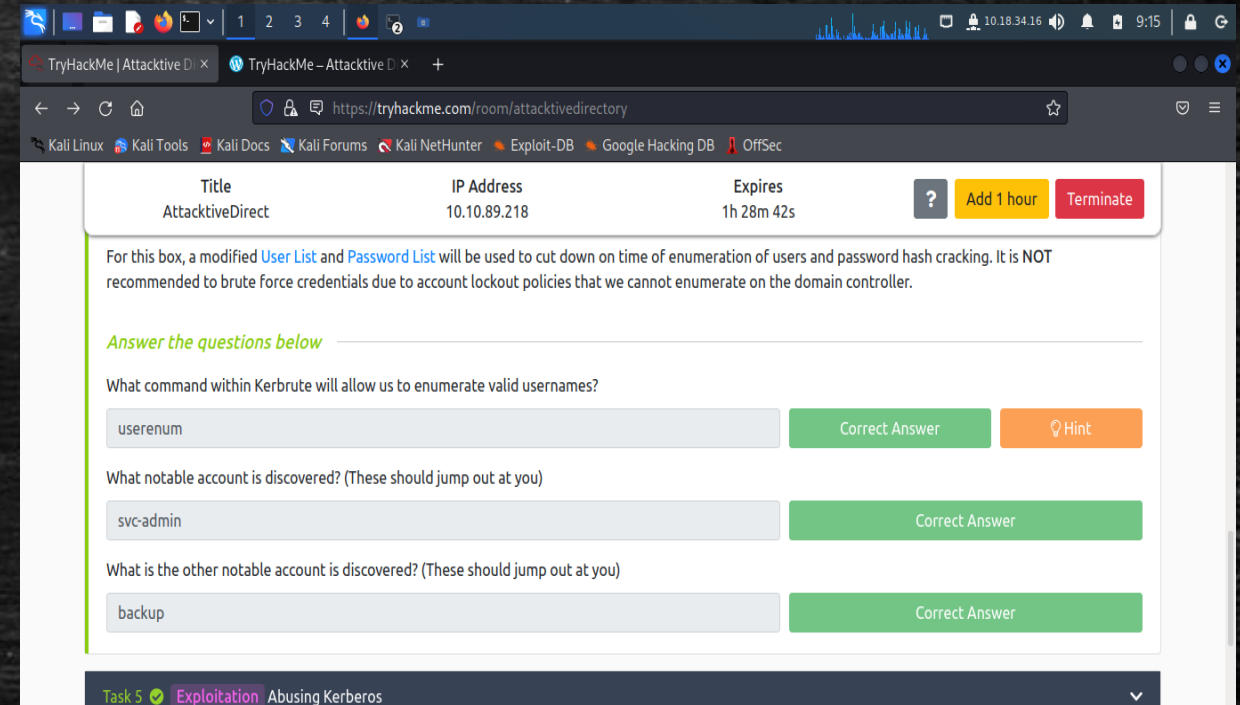 1 2 3 4 2 10.18.34.16 9:15
TryHackMe | Attacktive Di TryHackMe – Attacktive D
https://tryhackme.com/room/attacktivedirectory
Kali Linux Kali Tools Kali Docs Kali Forums Kali NetHunter Exploit-DB Google Hacking DB OffSec
Title IP Address Expires
AttacktiveDirect 10.10.89.218 1h 28m 42s ? Add 1 hour Terminate
For this box, a modified User List and Password List will be used to cut down on time of enumeration of users and password hash cracking. It is NOT
recommended to brute force credentials due to account lockout policies that we cannot enumerate on the domain controller.
Answer the questions below
What command within Kerbrute will allow us to enumerate valid usernames?
userenum Correct Answer Hint
What notable account is discovered? (These should jump out at you)
svc-admin Correct Answer
What is the other notable account is discovered? (These should jump out at you)
backup Correct Answer
Task 5 Exploitation Abusing Kerberos